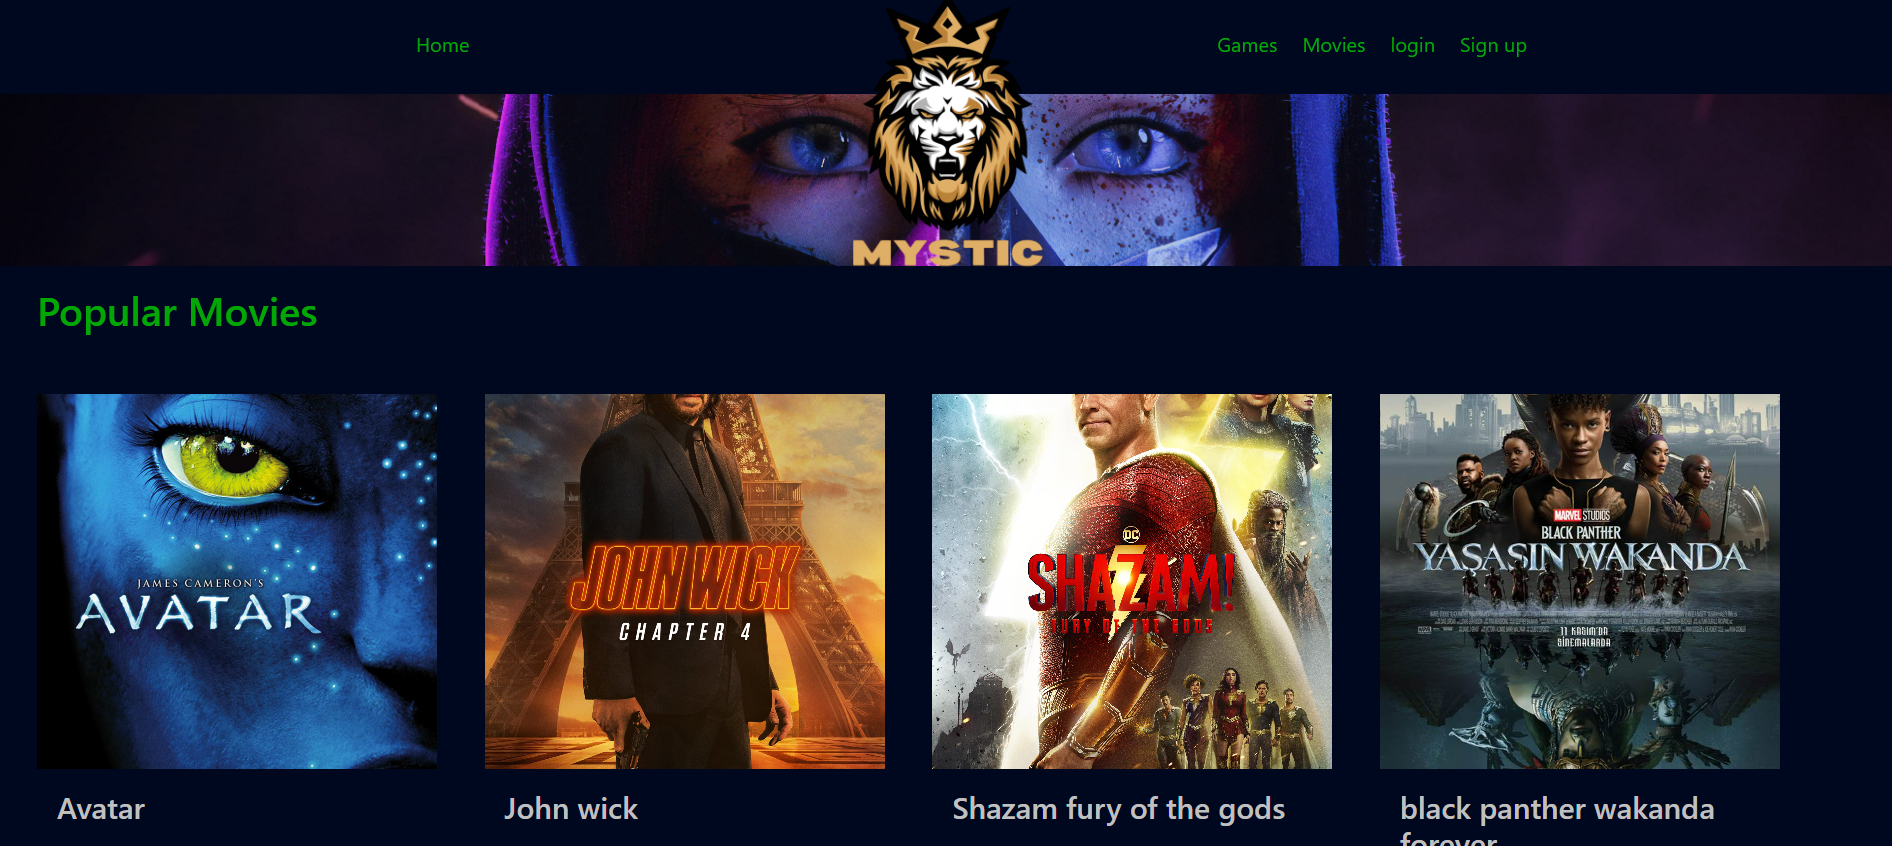 Home
Games Movies login Sign up
MYSTIC
Popular Movies
JAMES CAMERON'S
AVATAR
JOHN WICK
CHAPTER 4
DC
SHAZAM!
FURY OF THE GODS
MARVEL STUDIOS
BLACK PANTHER
YAŞASIN WAKANDA
11 KASIM'DA
SİNEMALARDA
Avatar
John wick
Shazam fury of the gods
black panther wakanda
forever